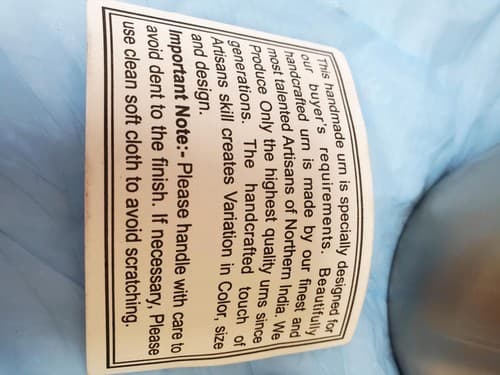 This handmade urn is specially designed for
our buyer's requirements. Beautifully
handcrafted urn is made by our finest and
most talented Artisans of Northern India. We
Produce Only the highest quality urns since
generations. The handcrafted touch of
Artisans skill creates Variation in Color, size
and design.
Important Note:- Please handle with care to
avoid dent to the finish. If necessary, Please
use clean soft cloth to avoid scratching.